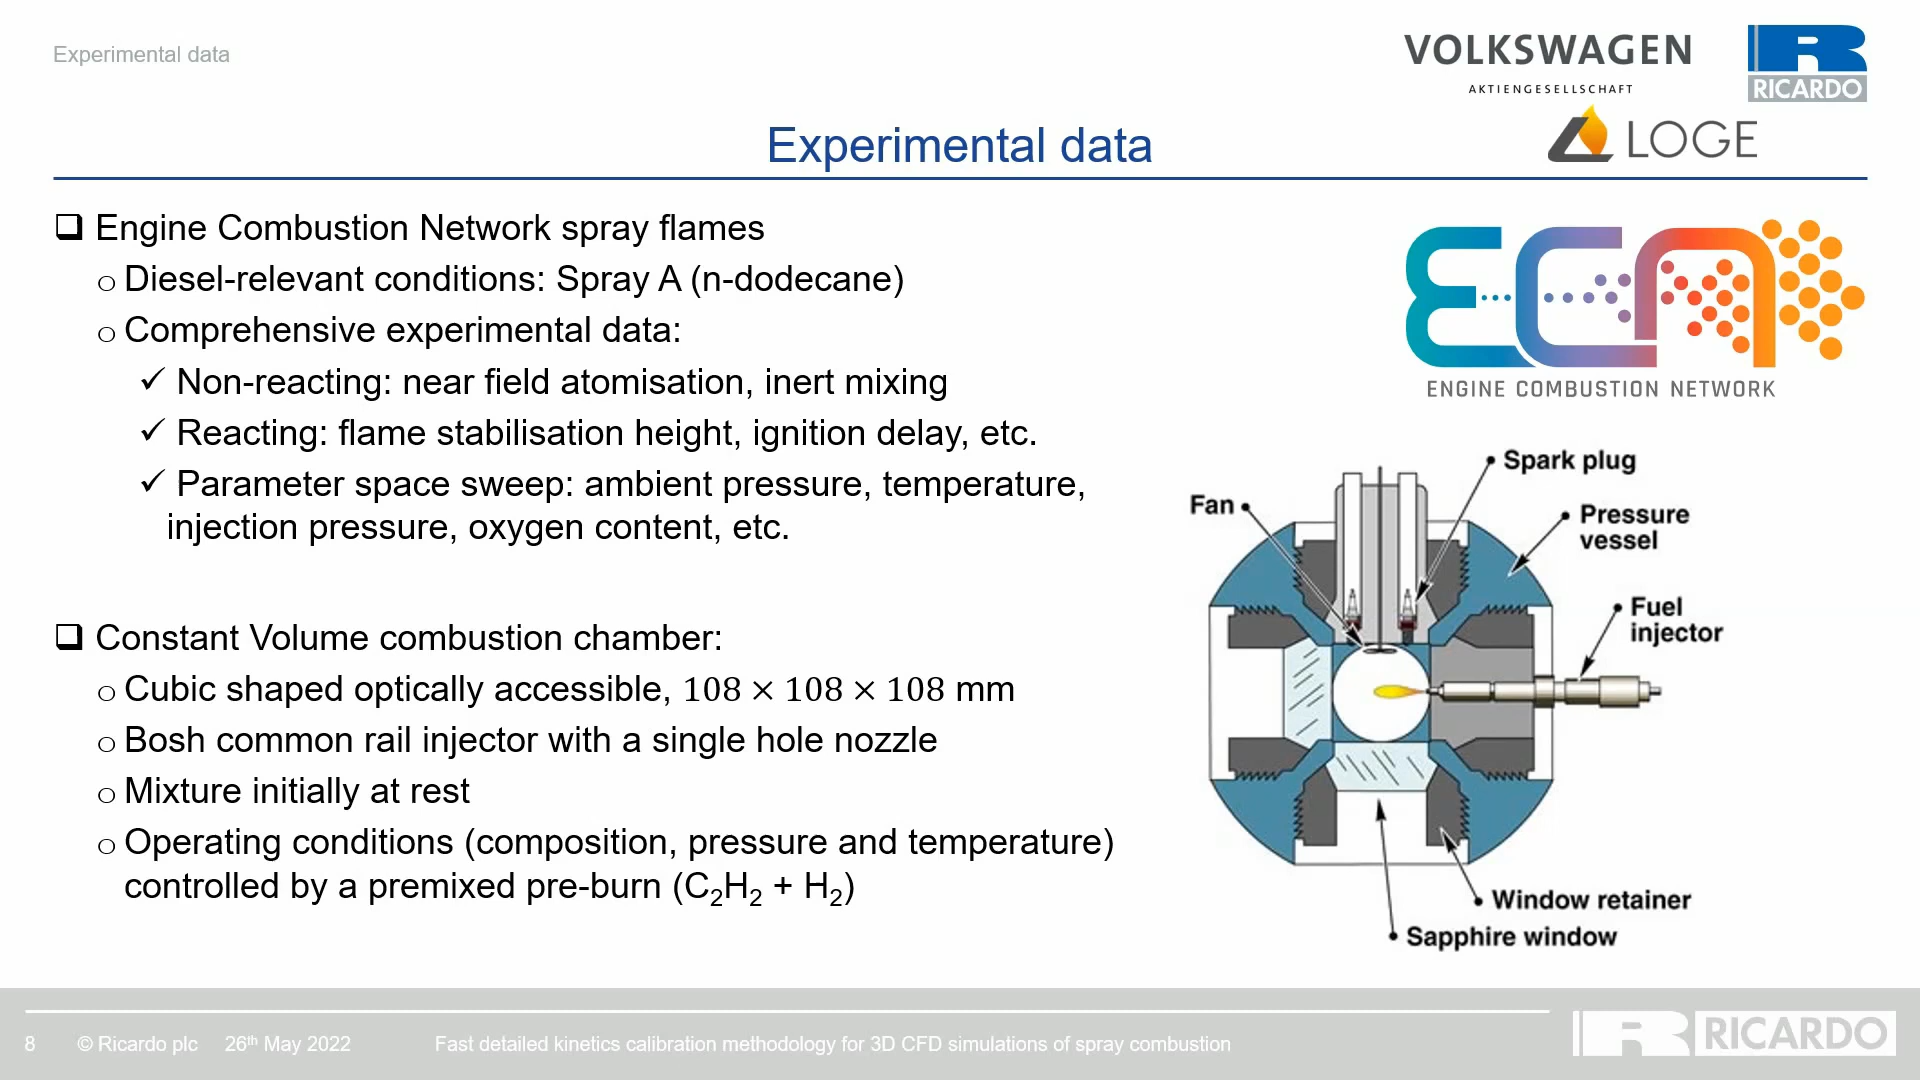 Experimental data
VOLKSWAGEN
AKTIENGESELLSCHAFT
RICARDO
LOGE
Experimental data
❑ Engine Combustion Network spray flames
o Diesel-relevant conditions: Spray A (n-dodecane)
o Comprehensive experimental data:
✓ Non-reacting: near field atomisation, inert mixing
✓ Reacting: flame stabilisation height, ignition delay, etc.
✓ Parameter space sweep: ambient pressure, temperature,
injection pressure, oxygen content, etc.
❑ Constant Volume combustion chamber:
o Cubic shaped optically accessible, 108 × 108 × 108 mm
o Bosh common rail injector with a single hole nozzle
o Mixture initially at rest
o Operating conditions (composition, pressure and temperature)
controlled by a premixed pre-burn (C₂H₂ + H₂)
ECN
ENGINE COMBUSTION NETWORK
Spark plug
Fan
Pressure
vessel
Fuel
injector
Window retainer
Sapphire window
8 © Ricardo plc 26th May 2022 Fast detailed kinetics calibration methodology for 3D CFD simulations of spray combustion
RICARDO